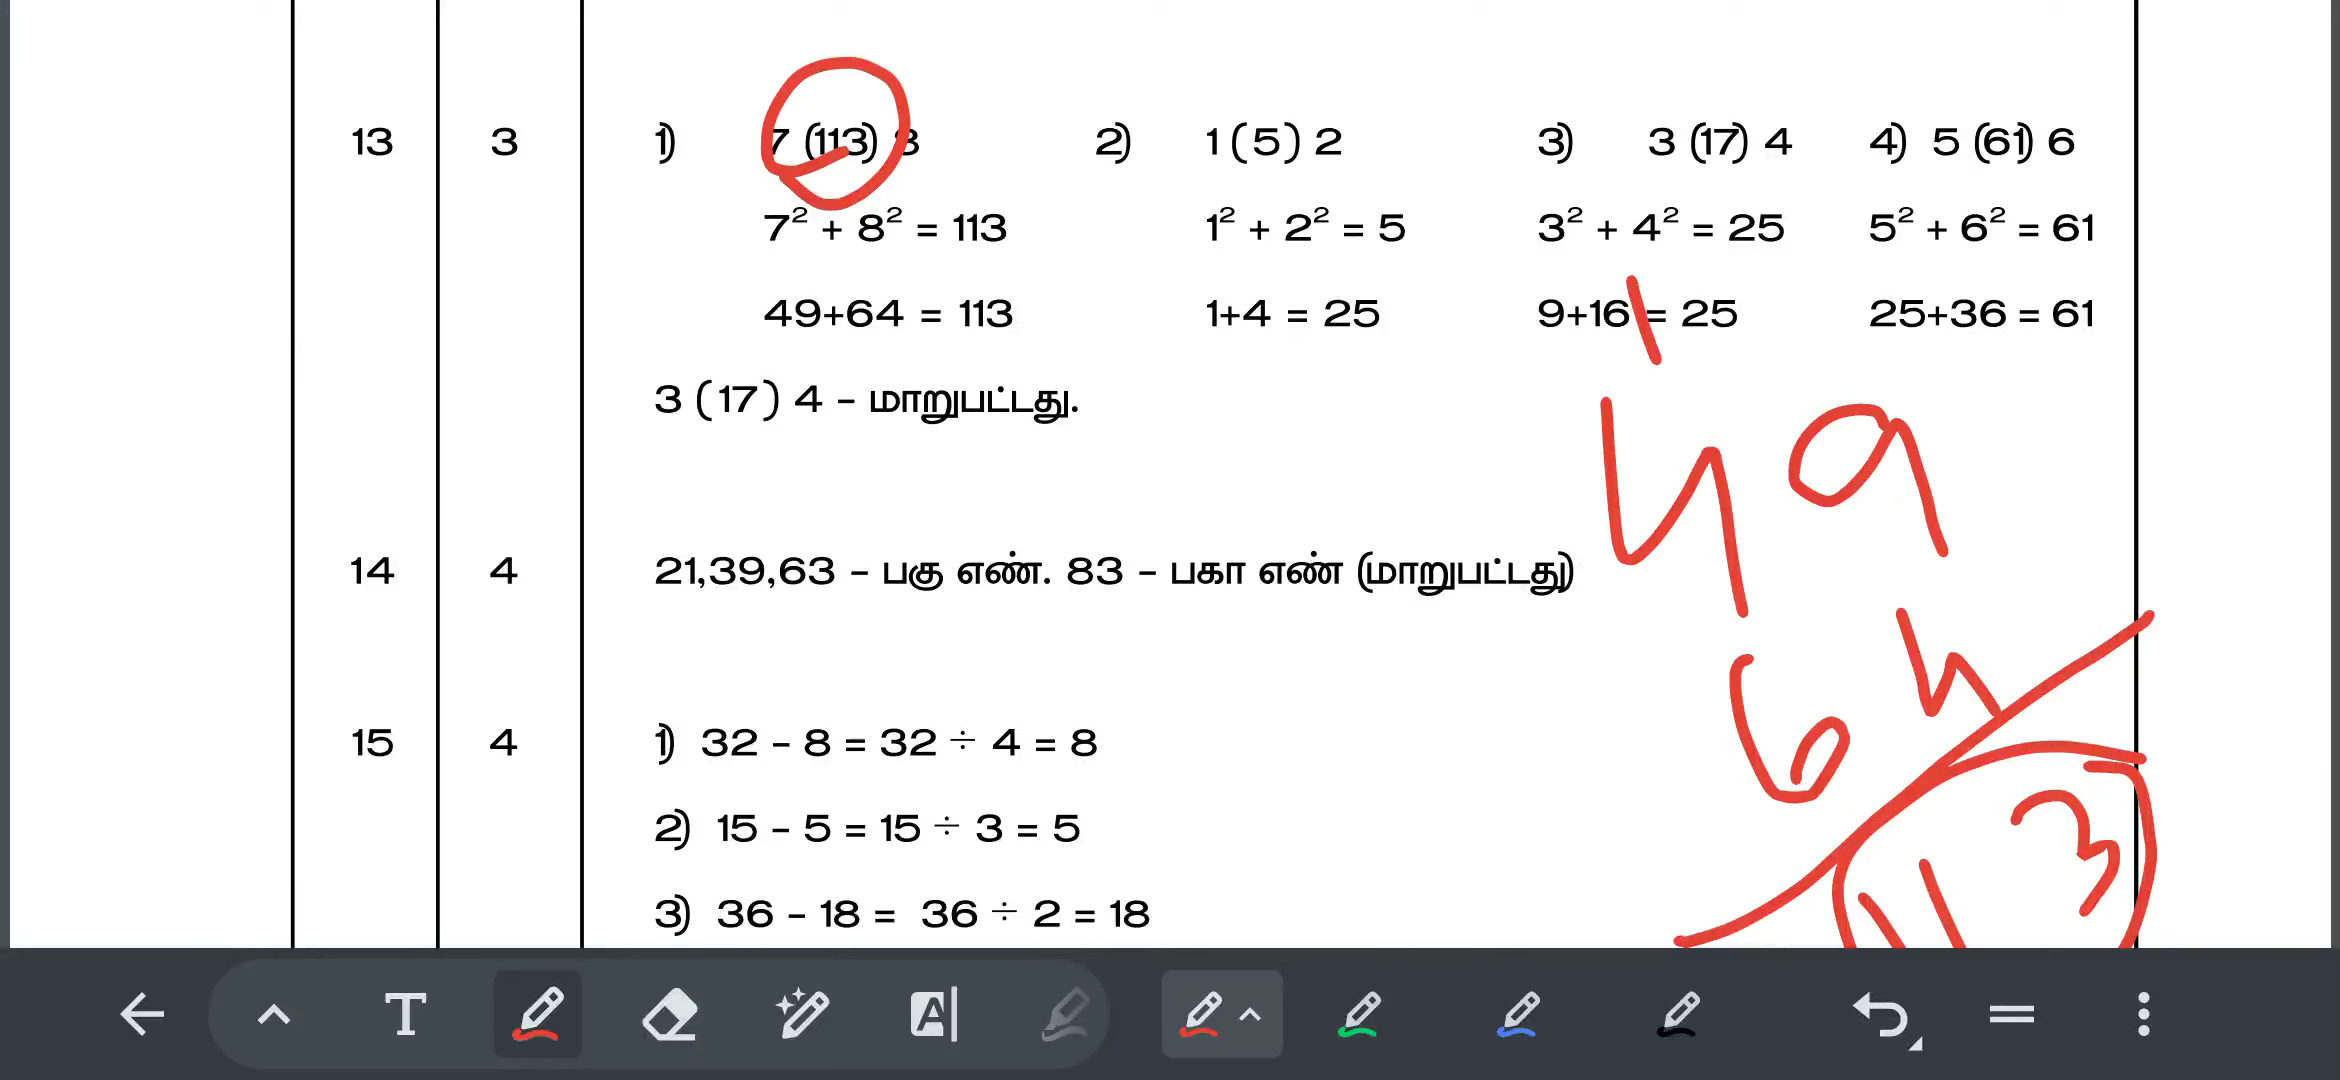 13 3 1) 7 (113) 8 2) 1 (5) 2 3) 3 (17) 4 4) 5 (61) 6
7² + 8² = 113 1² + 2² = 5 3² + 4² = 25 5² + 6² = 61
49+64 = 113 1+4 = 25 9+16 = 25 25+36 = 61
1
3 (17) 4 – மாறுபட்டது.
49
14 4 21,39,63 – பகு எண். 83 – பகா எண் (மாறுபட்டது)
64
15 4 1) 32 – 8 = 32 ÷ 4 = 8
2) 15 – 5 = 15 ÷ 3 = 5
113
3) 36 – 18 = 36 ÷ 2 = 18
T A